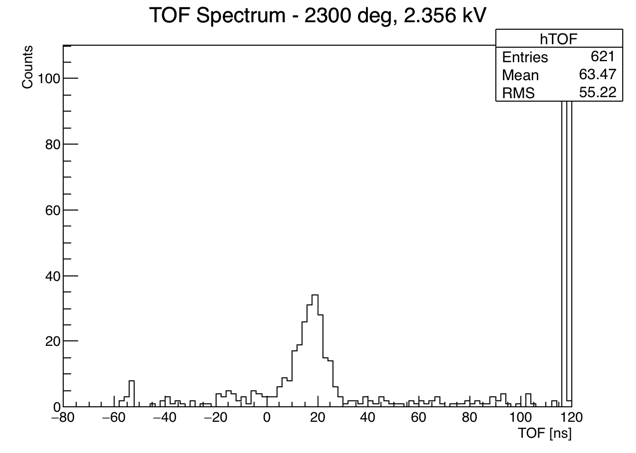 TOF Spectrum - 2300 deg, 2.356 kV
hTOF
Entries 621
Mean 63.47
RMS 55.22
Counts
100
80
60
40
20
0
−80 −60 −40 −20 0 20 40 60 80 100 120
TOF [ns]